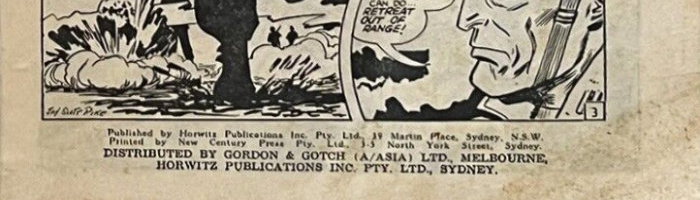 CAN DO
RETREAT
OUT OF
RANGE!
3
Published by Horwitz Publications Inc. Pty. Ltd., 39 Martin Place, Sydney, N.S.W.
Printed by New Century Press Pty. Ltd., 3-5 North York Street, Sydney.
DISTRIBUTED BY GORDON & GOTCH (A/ASIA) LTD., MELBOURNE,
HORWITZ PUBLICATIONS INC. PTY. LTD., SYDNEY.